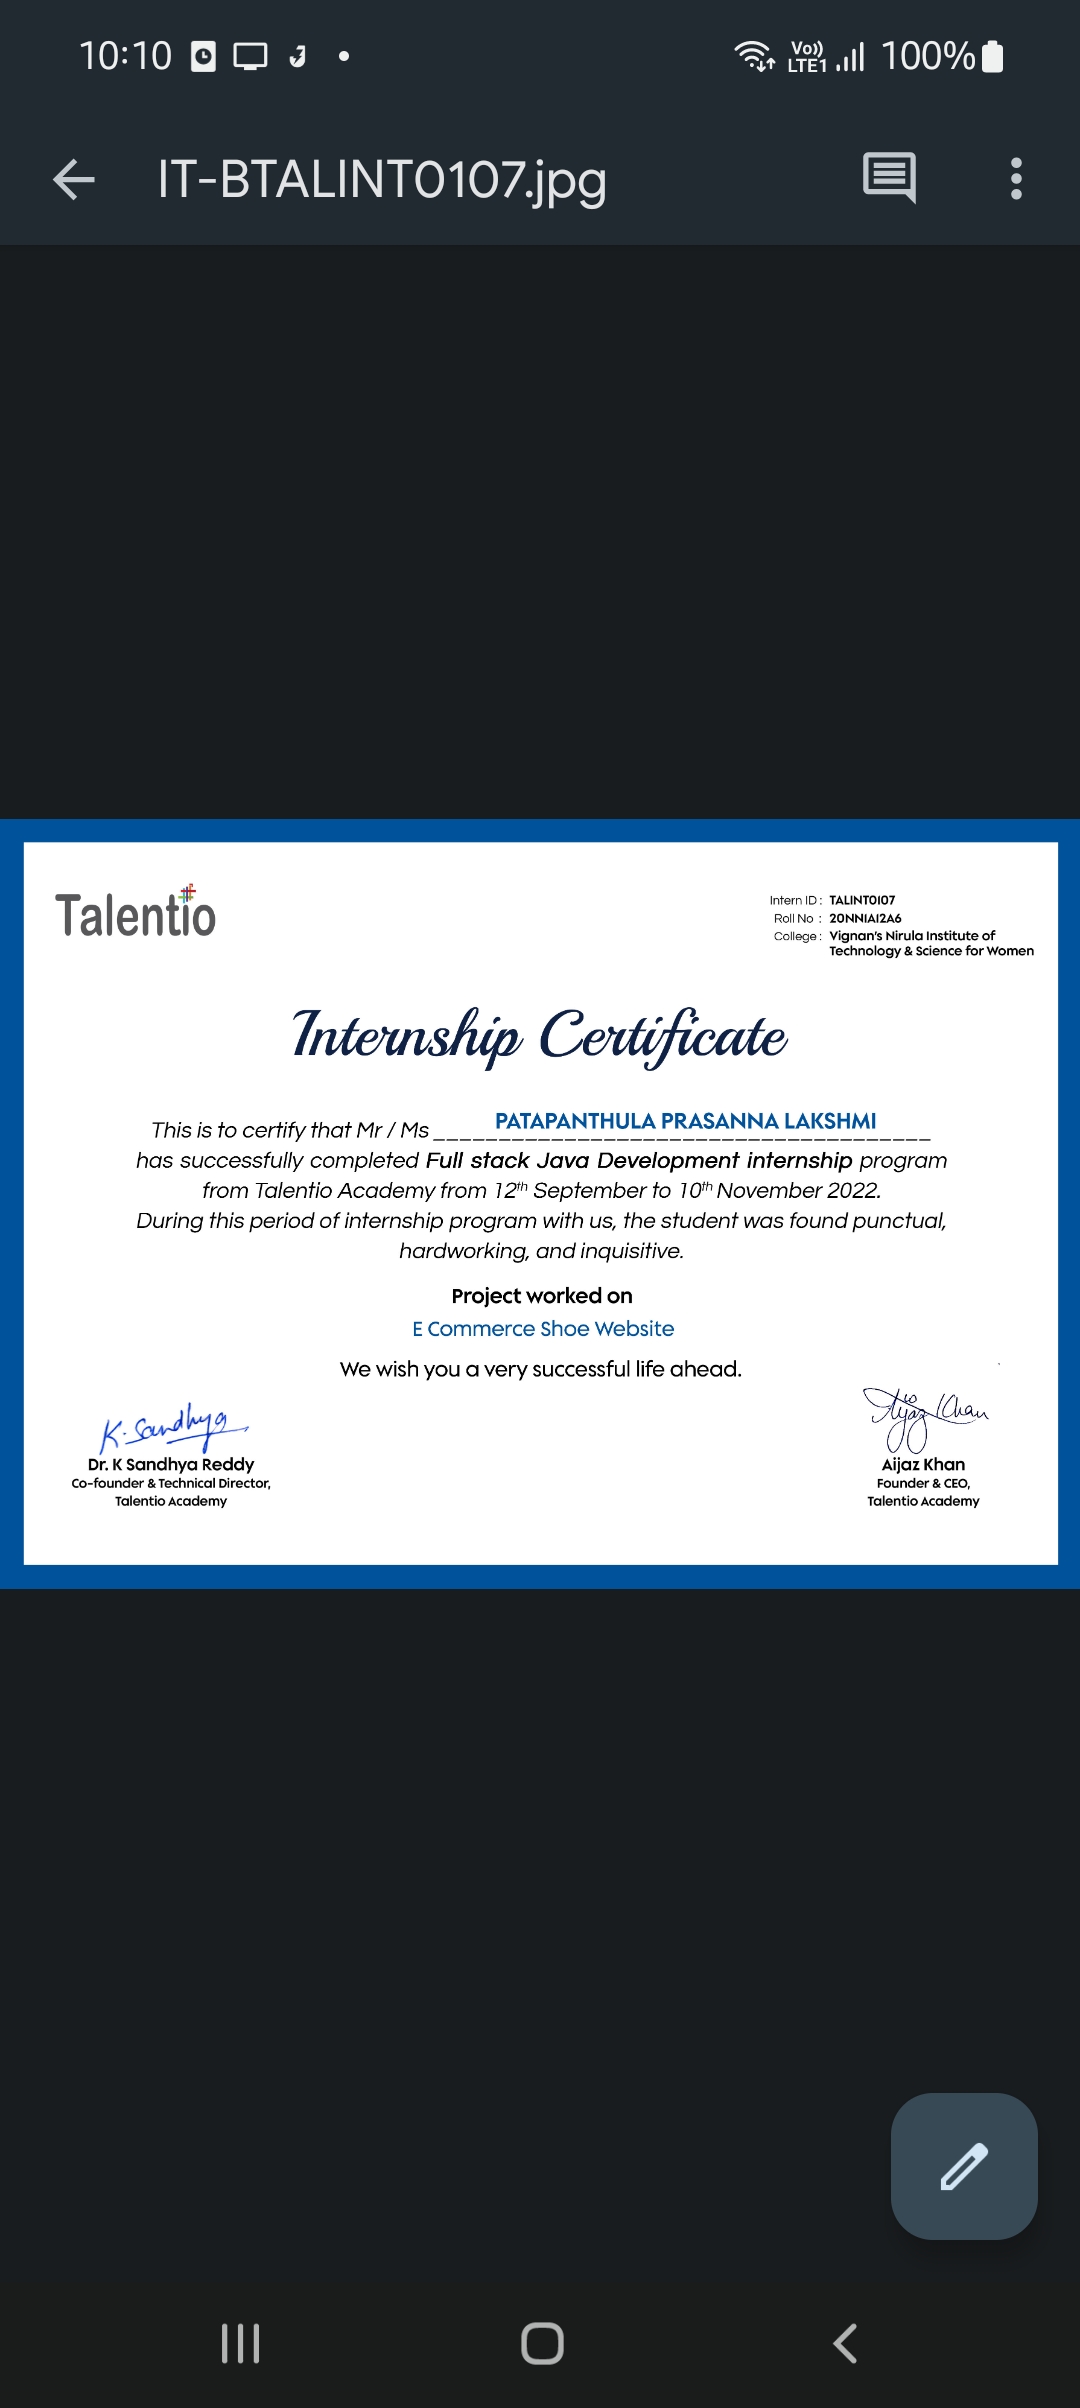 10:10
Vo))
LTE1
100%
IT-BTALINT0107.jpg
Talentio
Intern ID : TALINT0107
Roll No : 20NN1A12A6
College : Vignan's Nirula Institute of
Technology & Science for Women
Internship Certificate
This is to certify that Mr / Ms PATAPANTHULA PRASANNA LAKSHMI
has successfully completed Full stack Java Development internship program
from Talentio Academy from 12th September to 10th November 2022.
During this period of internship program with us, the student was found punctual,
hardworking, and inquisitive.
Project worked on
E Commerce Shoe Website
We wish you a very successful life ahead.
K. Sandhya
Dr. K Sandhya Reddy
Co-founder & Technical Director,
Talentio Academy
Aijaz Khan
Aijaz Khan
Founder & CEO,
Talentio Academy